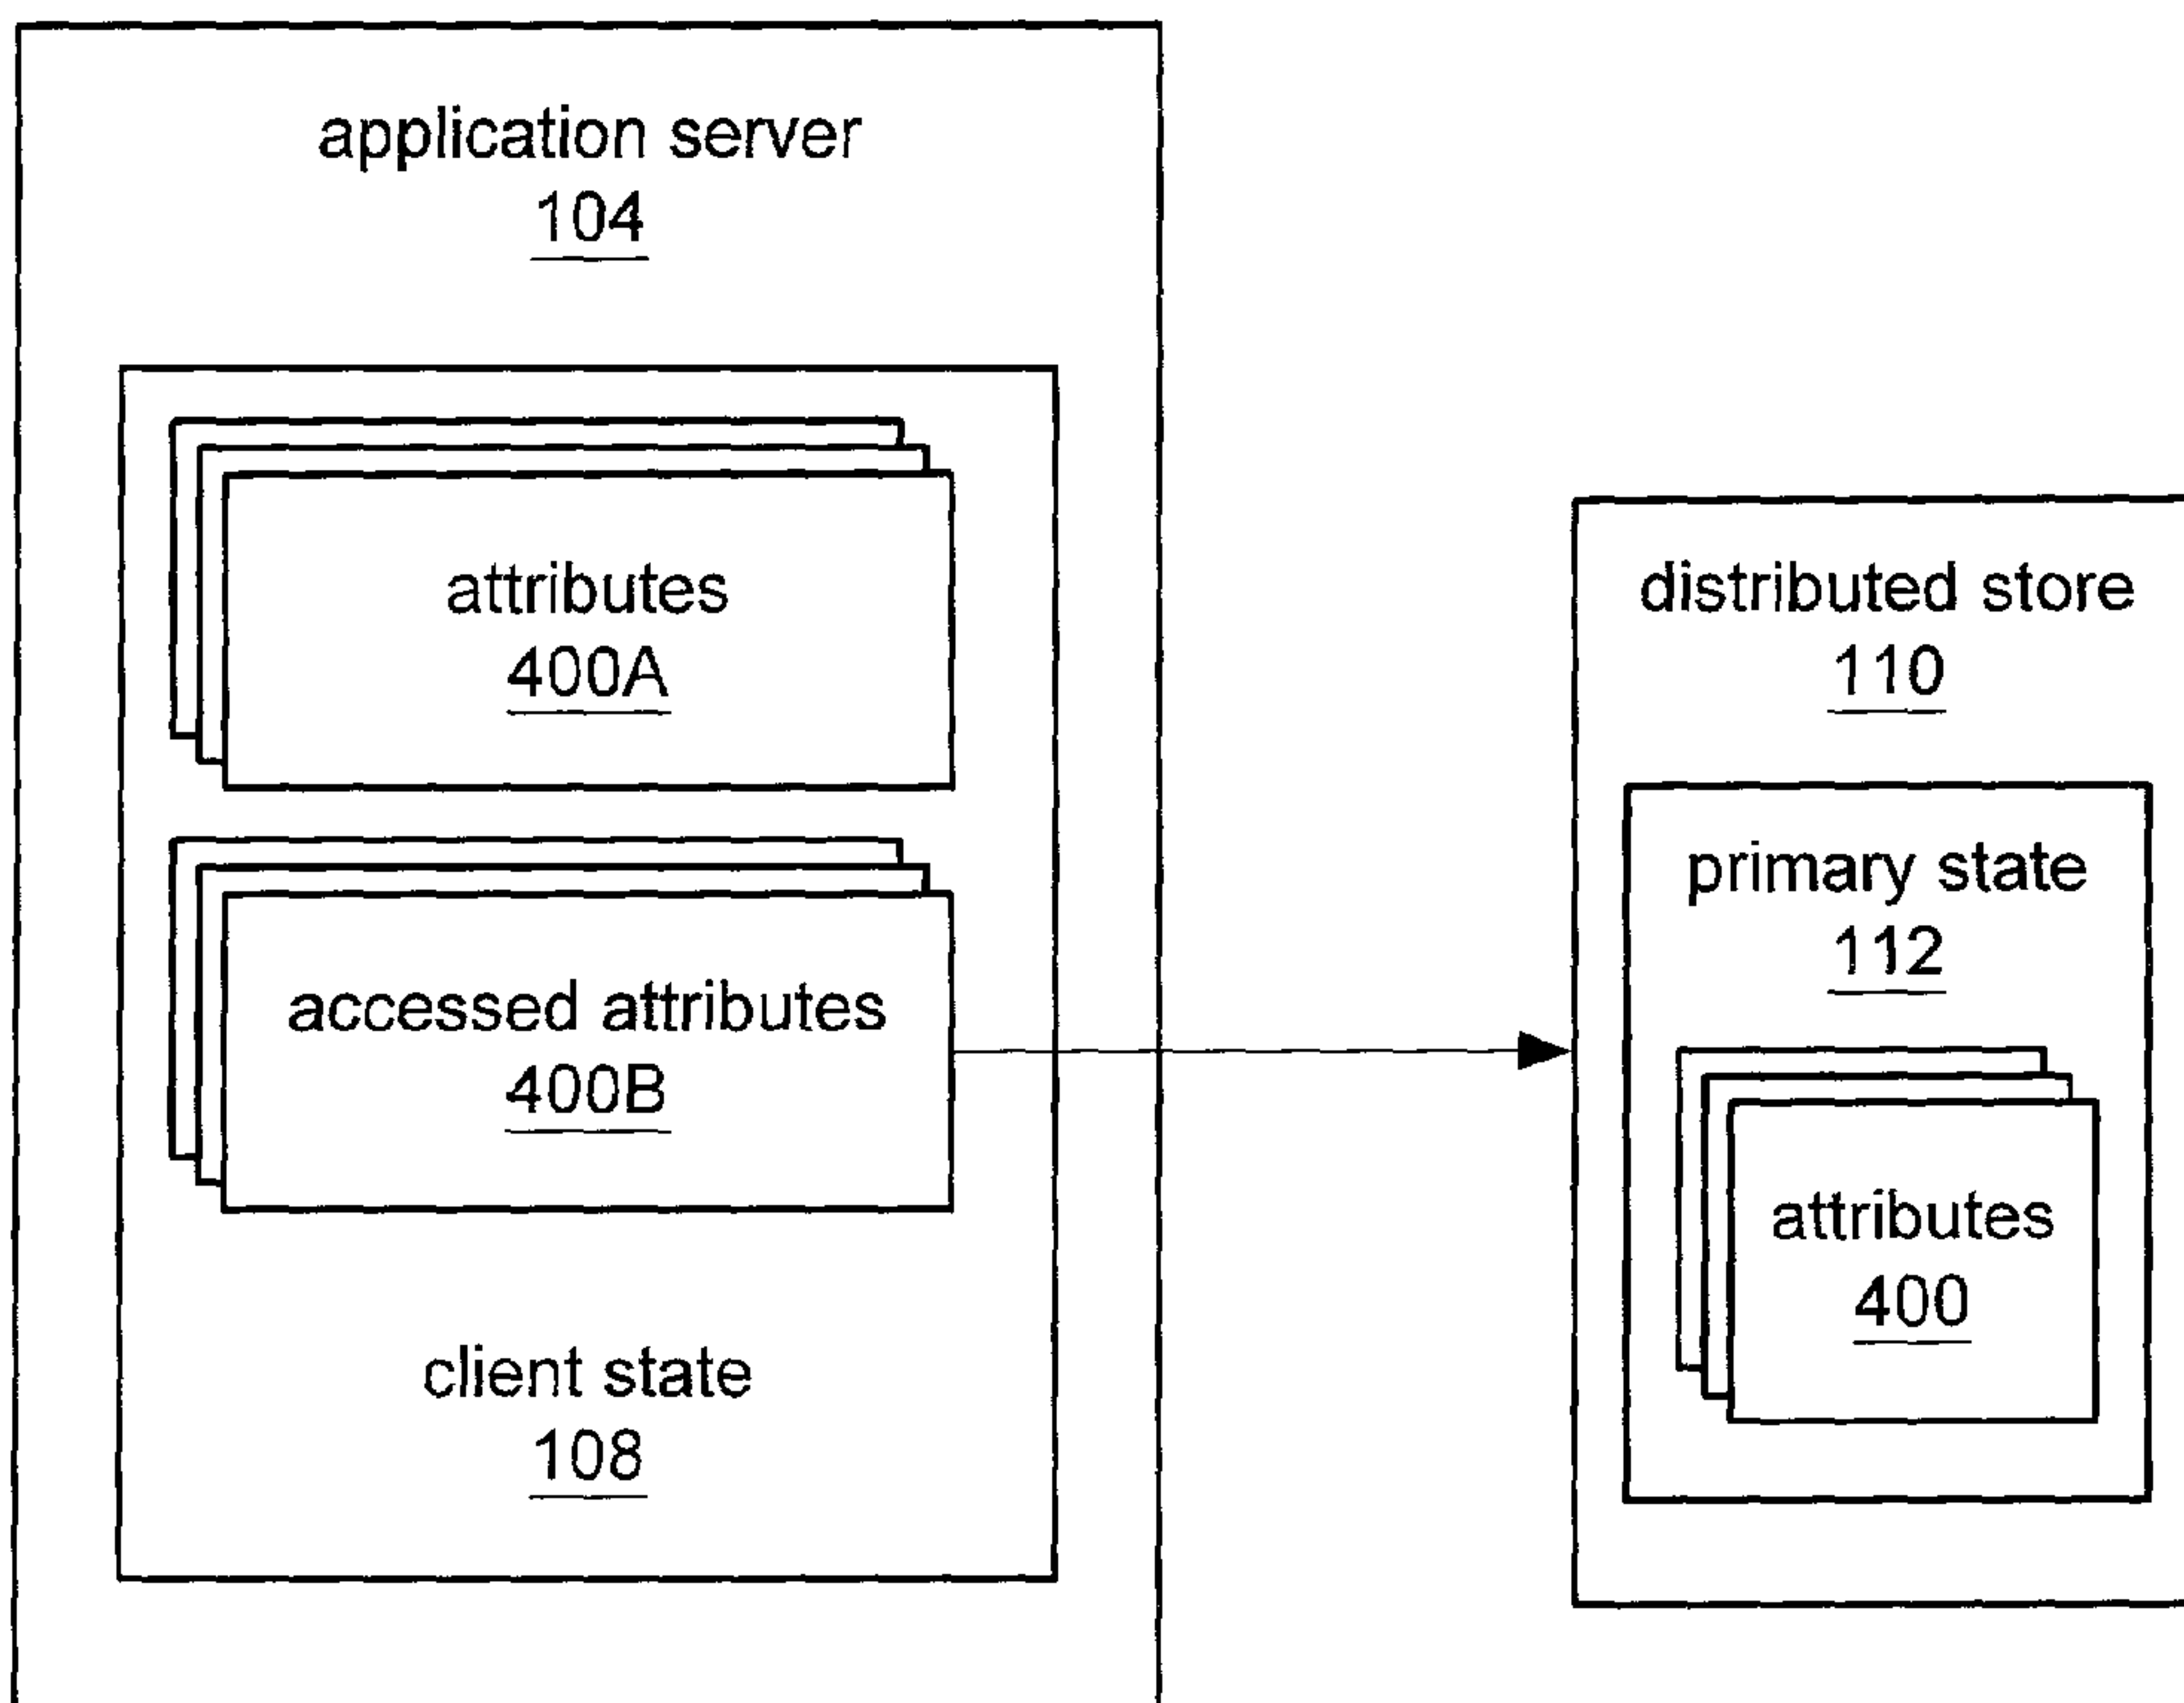 application server
104
attributes
400A
accessed attributes
400B
client state
108
distributed store
110
primary state
112
attributes
400